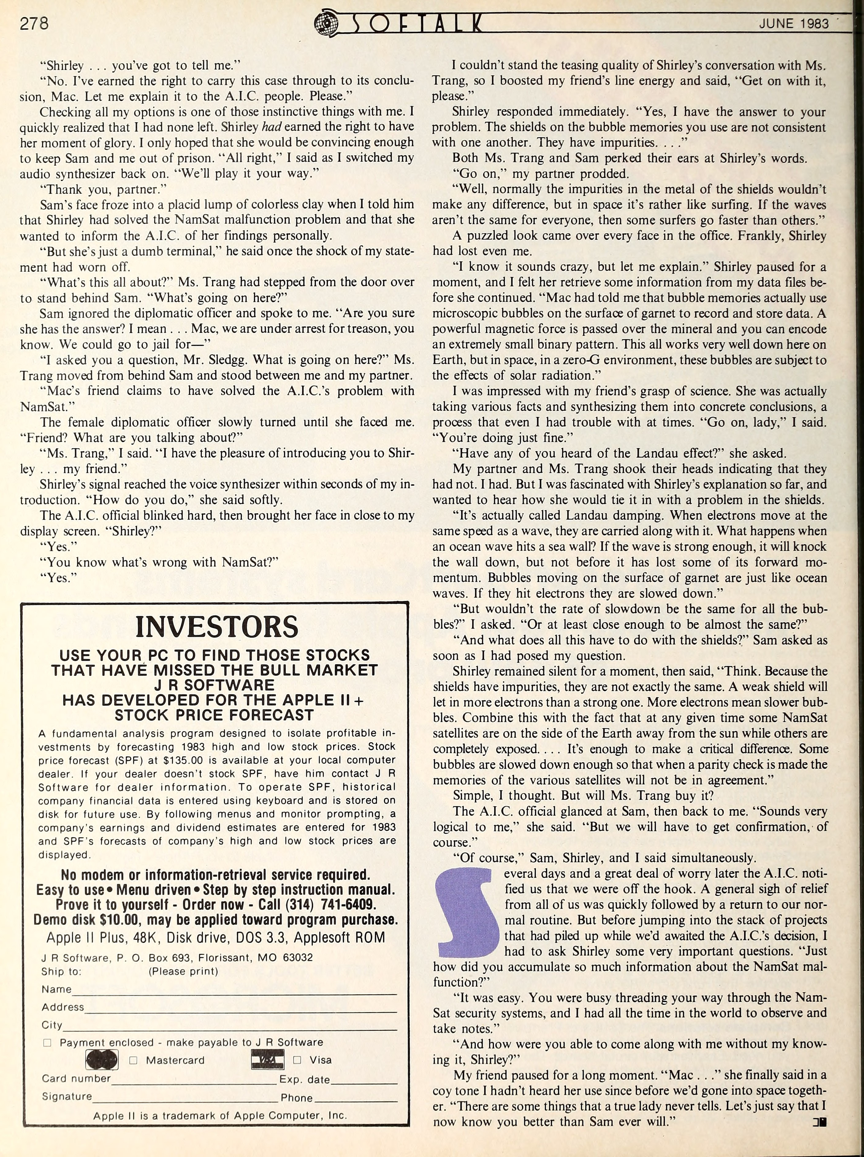 278
SOFTALK
JUNE 1983
“Shirley . . . you've got to tell me.”
“No. I've earned the right to carry this case through to its conclu-
sion, Mac. Let me explain it to the A.I.C. people. Please.”
Checking all my options is one of those instinctive things with me. I
quickly realized that I had none left. Shirley had earned the right to have
her moment of glory. I only hoped that she would be convincing enough
to keep Sam and me out of prison. “All right,” I said as I switched my
audio synthesizer back on. “We'll play it your way.”
“Thank you, partner.”
Sam's face froze into a placid lump of colorless clay when I told him
that Shirley had solved the NamSat malfunction problem and that she
wanted to inform the A.I.C. of her findings personally.
“But she's just a dumb terminal,” he said once the shock of my state-
ment had worn off.
“What's this all about?” Ms. Trang had stepped from the door over
to stand behind Sam. “What's going on here?”
Sam ignored the diplomatic officer and spoke to me. “Are you sure
she has the answer? I mean . . . Mac, we are under arrest for treason, you
know. We could go to jail for—”
“I asked you a question, Mr. Sledgg. What is going on here?” Ms.
Trang moved from behind Sam and stood between me and my partner.
“Mac's friend claims to have solved the A.I.C.'s problem with
NamSat.”
The female diplomatic officer slowly turned until she faced me.
“Friend? What are you talking about?”
“Ms. Trang,” I said. “I have the pleasure of introducing you to Shir-
ley . . . my friend.”
Shirley's signal reached the voice synthesizer within seconds of my in-
troduction. “How do you do,” she said softly.
The A.I.C. official blinked hard, then brought her face in close to my
display screen. “Shirley?”
“Yes.”
“You know what's wrong with NamSat?”
“Yes.”
INVESTORS
USE YOUR PC TO FIND THOSE STOCKS
THAT HAVE MISSED THE BULL MARKET
J R SOFTWARE
HAS DEVELOPED FOR THE APPLE II +
STOCK PRICE FORECAST
A fundamental analysis program designed to isolate profitable in-
vestments by forecasting 1983 high and low stock prices. Stock
price forecast (SPF) at $135.00 is available at your local computer
dealer. If your dealer doesn't stock SPF, have him contact J R
Software for dealer information. To operate SPF, historical
company financial data is entered using keyboard and is stored on
disk for future use. By following menus and monitor prompting, a
company's earnings and dividend estimates are entered for 1983
and SPF's forecasts of company's high and low stock prices are
displayed.
No modem or information-retrieval service required.
Easy to use • Menu driven • Step by step instruction manual.
Prove it to yourself - Order now - Call (314) 741-6409.
Demo disk $10.00, may be applied toward program purchase.
Apple II Plus, 48K, Disk drive, DOS 3.3, Applesoft ROM
J R Software, P. O. Box 693, Florissant, MO 63032
Ship to: (Please print)
Name
Address
City
□ Payment enclosed - make payable to J R Software
□ Mastercard VISA □ Visa
Card number Exp. date
Signature Phone
Apple II is a trademark of Apple Computer, Inc.
I couldn't stand the teasing quality of Shirley's conversation with Ms.
Trang, so I boosted my friend's line energy and said, “Get on with it,
please.”
Shirley responded immediately. “Yes, I have the answer to your
problem. The shields on the bubble memories you use are not consistent
with one another. They have impurities. . . .”
Both Ms. Trang and Sam perked their ears at Shirley's words.
“Go on,” my partner prodded.
“Well, normally the impurities in the metal of the shields wouldn't
make any difference, but in space it's rather like surfing. If the waves
aren't the same for everyone, then some surfers go faster than others.”
A puzzled look came over every face in the office. Frankly, Shirley
had lost even me.
“I know it sounds crazy, but let me explain.” Shirley paused for a
moment, and I felt her retrieve some information from my data files be-
fore she continued. “Mac had told me that bubble memories actually use
microscopic bubbles on the surface of garnet to record and store data. A
powerful magnetic force is passed over the mineral and you can encode
an extremely small binary pattern. This all works very well down here on
Earth, but in space, in a zero-G environment, these bubbles are subject to
the effects of solar radiation.”
I was impressed with my friend's grasp of science. She was actually
taking various facts and synthesizing them into concrete conclusions, a
process that even I had trouble with at times. “Go on, lady,” I said.
“You're doing just fine.”
“Have any of you heard of the Landau effect?” she asked.
My partner and Ms. Trang shook their heads indicating that they
had not. I had. But I was fascinated with Shirley's explanation so far, and
wanted to hear how she would tie it in with a problem in the shields.
“It's actually called Landau damping. When electrons move at the
same speed as a wave, they are carried along with it. What happens when
an ocean wave hits a sea wall? If the wave is strong enough, it will knock
the wall down, but not before it has lost some of its forward mo-
mentum. Bubbles moving on the surface of garnet are just like ocean
waves. If they hit electrons they are slowed down.”
“But wouldn't the rate of slowdown be the same for all the bub-
bles?” I asked. “Or at least close enough to be almost the same?”
“And what does all this have to do with the shields?” Sam asked as
soon as I had posed my question.
Shirley remained silent for a moment, then said, “Think. Because the
shields have impurities, they are not exactly the same. A weak shield will
let in more electrons than a strong one. More electrons mean slower bub-
bles. Combine this with the fact that at any given time some NamSat
satellites are on the side of the Earth away from the sun while others are
completely exposed. . . . It's enough to make a critical difference. Some
bubbles are slowed down enough so that when a parity check is made the
memories of the various satellites will not be in agreement.”
Simple, I thought. But will Ms. Trang buy it?
The A.I.C. official glanced at Sam, then back to me. “Sounds very
logical to me,” she said. “But we will have to get confirmation, of
course.”
“Of course,” Sam, Shirley, and I said simultaneously.
Several days and a great deal of worry later the A.I.C. noti-
fied us that we were off the hook. A general sigh of relief
from all of us was quickly followed by a return to our nor-
mal routine. But before jumping into the stack of projects
that had piled up while we'd awaited the A.I.C.'s decision, I
had to ask Shirley some very important questions. “Just
how did you accumulate so much information about the NamSat mal-
function?”
“It was easy. You were busy threading your way through the Nam-
Sat security systems, and I had all the time in the world to observe and
take notes.”
“And how were you able to come along with me without my know-
ing it, Shirley?”
My friend paused for a long moment. “Mac . . .” she finally said in a
coy tone I hadn't heard her use since before we'd gone into space togeth-
er. “There are some things that a true lady never tells. Let's just say that I
now know you better than Sam ever will.”